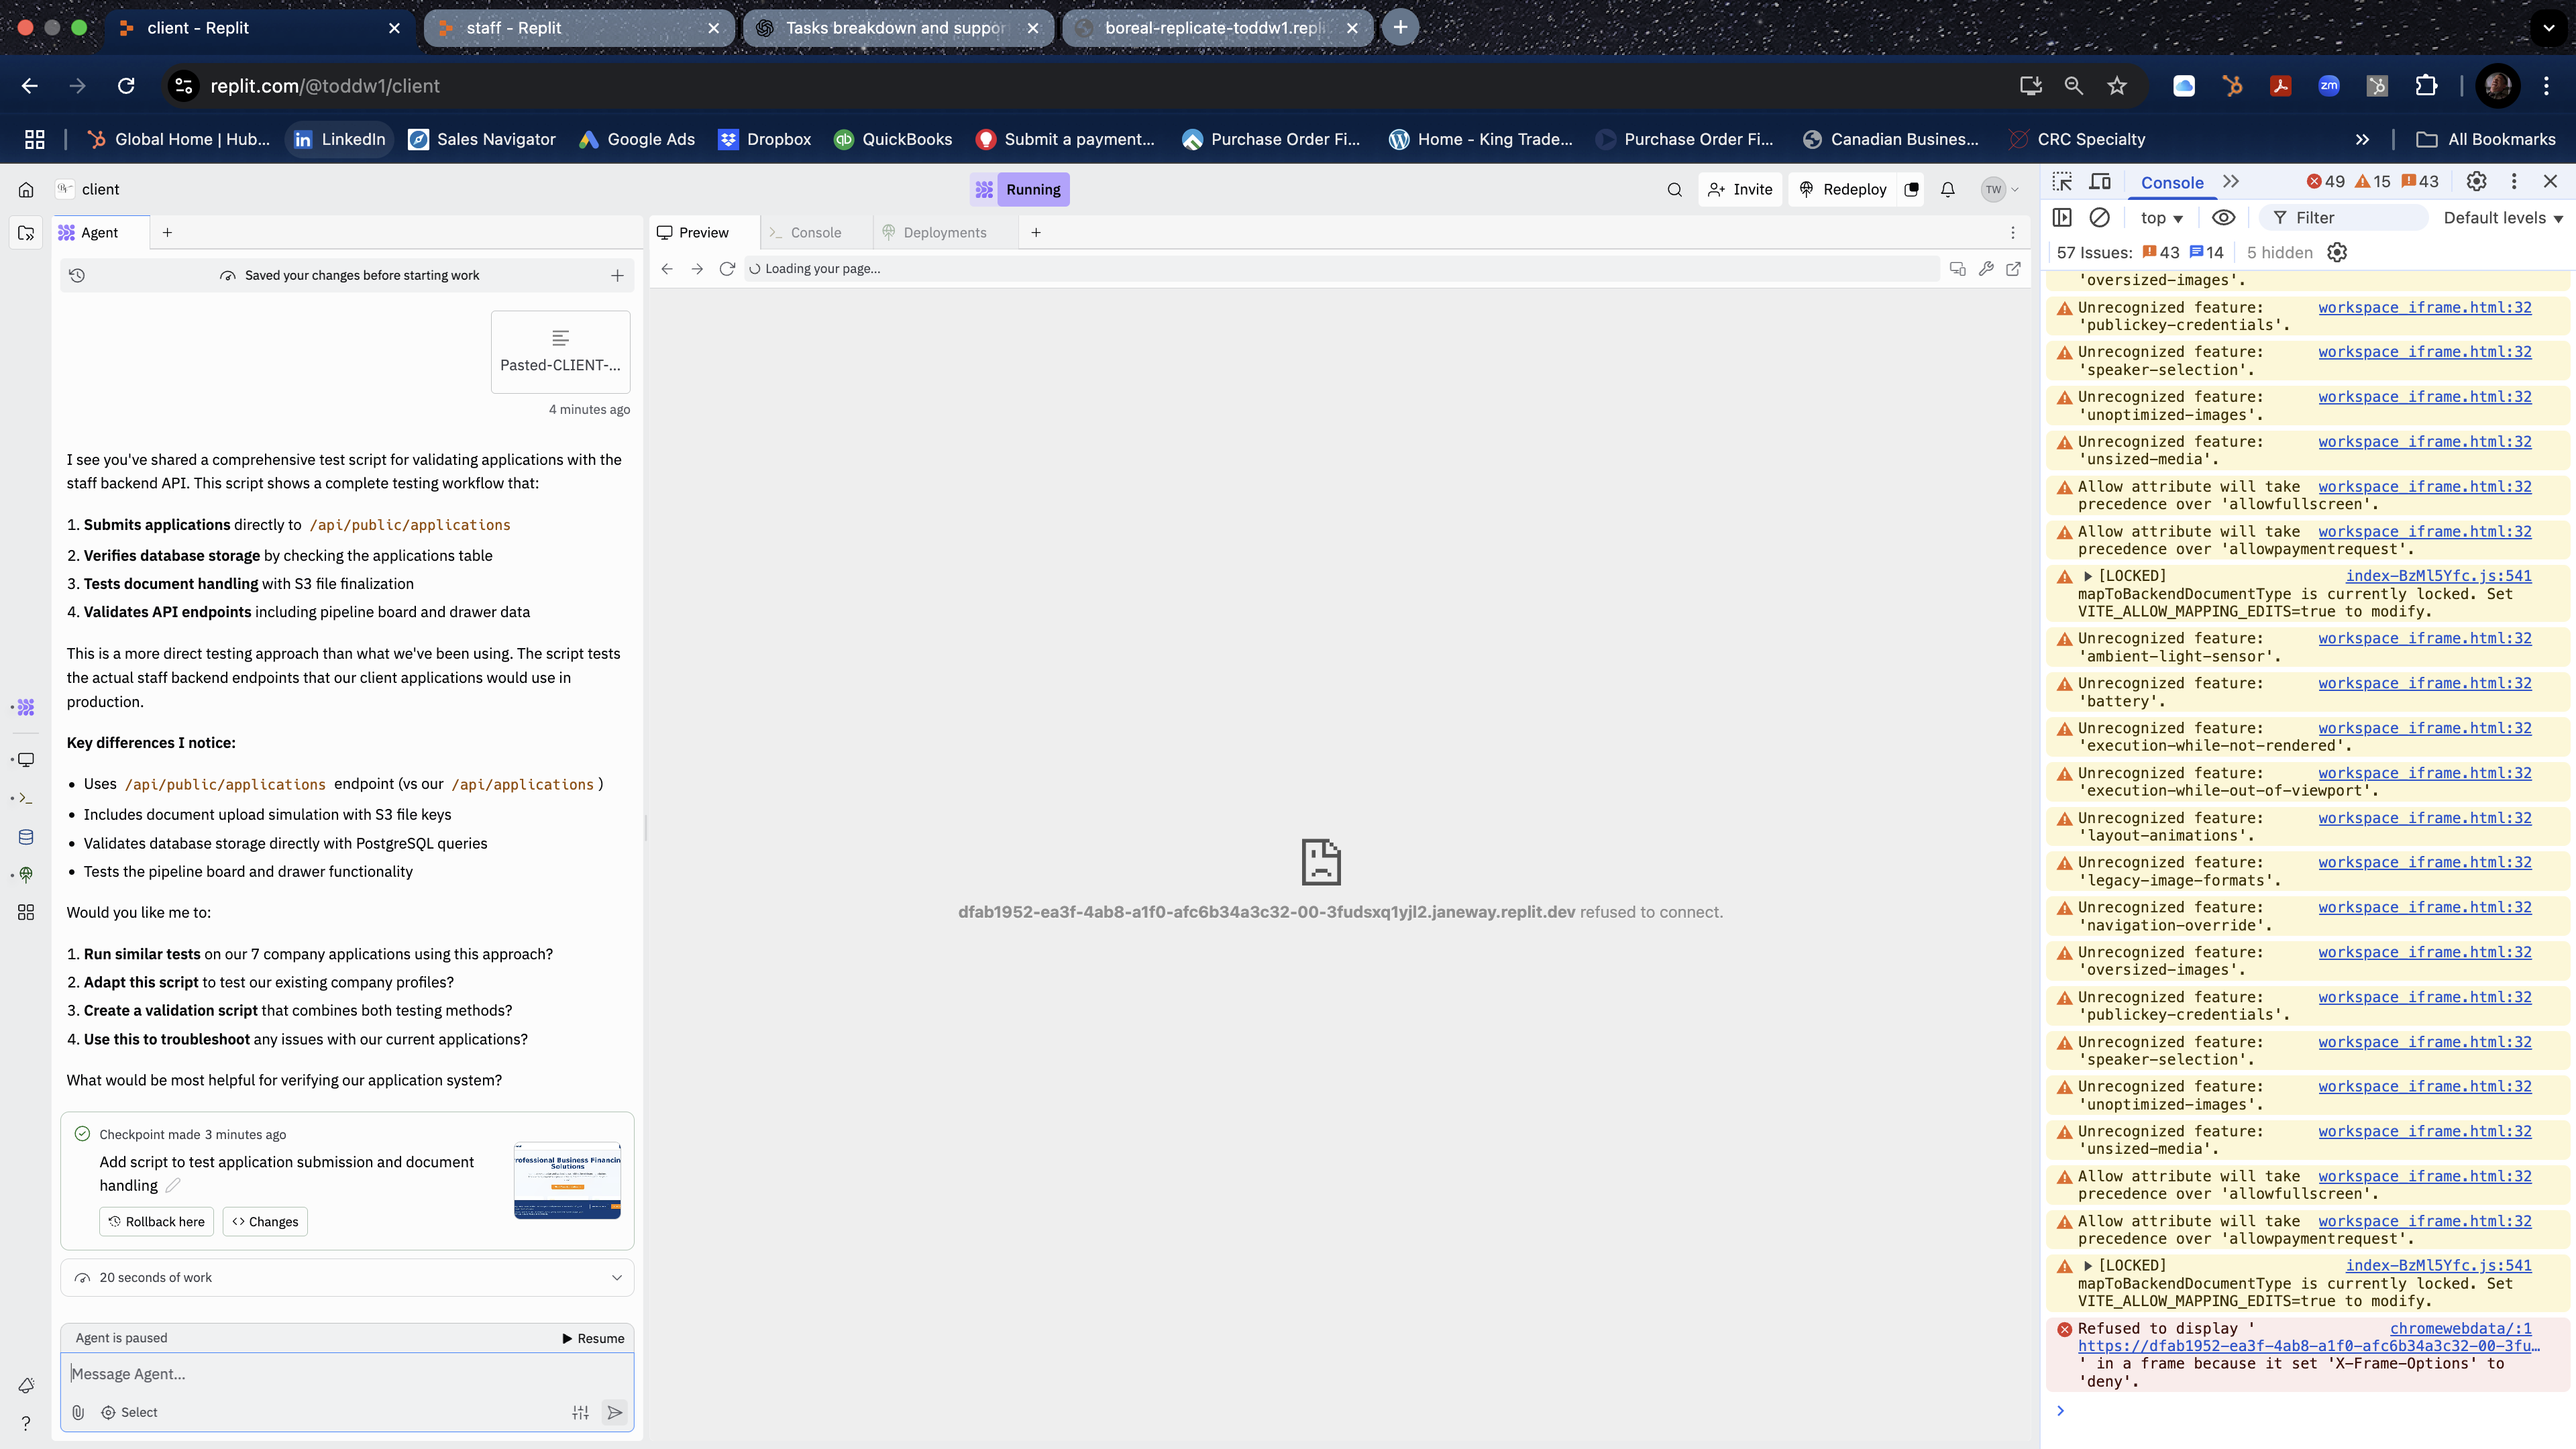 client - Replit
staff - Replit
Tasks breakdown and suppor
boreal-replicate-toddw1.repli
replit.com/@toddw1/client
Global Home | Hub...
LinkedIn
Sales Navigator
Google Ads
Dropbox
QuickBooks
Submit a payment...
Purchase Order Fi...
Home - King Trade...
Purchase Order Fi...
Canadian Business...
CRC Specialty
All Bookmarks
client
Running
Invite
Redeploy
TW
Agent
Saved your changes before starting work
Pasted-CLIENT-...
4 minutes ago
I see you've shared a comprehensive test script for validating applications with the
staff backend API. This script shows a complete testing workflow that:
1. Submits applications directly to /api/public/applications
2. Verifies database storage by checking the applications table
3. Tests document handling with S3 file finalization
4. Validates API endpoints including pipeline board and drawer data
This is a more direct testing approach than what we've been using. The script tests
the actual staff backend endpoints that our client applications would use in
production.
Key differences I notice:
• Uses /api/public/applications endpoint (vs our /api/applications )
• Includes document upload simulation with S3 file keys
• Validates database storage directly with PostgreSQL queries
• Tests the pipeline board and drawer functionality
Would you like me to:
1. Run similar tests on our 7 company applications using this approach?
2. Adapt this script to test our existing company profiles?
3. Create a validation script that combines both testing methods?
4. Use this to troubleshoot any issues with our current applications?
What would be most helpful for verifying our application system?
Checkpoint made 3 minutes ago
Add script to test application submission and document
handling
rofessional Business Financin
Solutions
Rollback here
Changes
20 seconds of work
Agent is paused
Resume
Message Agent...
Select
Preview
Console
Deployments
Loading your page...
dfab1952-ea3f-4ab8-a1f0-afc6b34a3c32-00-3fudsxq1yjl2.janeway.replit.dev refused to connect.
Console
49
15
43
top
Filter
Default levels
57 Issues: 43 14
5 hidden
'oversized-images'.
Unrecognized feature: workspace_iframe.html:32
'publickey-credentials'.
Unrecognized feature: workspace_iframe.html:32
'speaker-selection'.
Unrecognized feature: workspace_iframe.html:32
'unoptimized-images'.
Unrecognized feature: workspace_iframe.html:32
'unsized-media'.
Allow attribute will take workspace_iframe.html:32
precedence over 'allowfullscreen'.
Allow attribute will take workspace_iframe.html:32
precedence over 'allowpaymentrequest'.
[LOCKED] index-BzMl5Yfc.js:541
mapToBackendDocumentType is currently locked. Set
VITE_ALLOW_MAPPING_EDITS=true to modify.
Unrecognized feature: workspace_iframe.html:32
'ambient-light-sensor'.
Unrecognized feature: workspace_iframe.html:32
'battery'.
Unrecognized feature: workspace_iframe.html:32
'execution-while-not-rendered'.
Unrecognized feature: workspace_iframe.html:32
'execution-while-out-of-viewport'.
Unrecognized feature: workspace_iframe.html:32
'layout-animations'.
Unrecognized feature: workspace_iframe.html:32
'legacy-image-formats'.
Unrecognized feature: workspace_iframe.html:32
'navigation-override'.
Unrecognized feature: workspace_iframe.html:32
'oversized-images'.
Unrecognized feature: workspace_iframe.html:32
'publickey-credentials'.
Unrecognized feature: workspace_iframe.html:32
'speaker-selection'.
Unrecognized feature: workspace_iframe.html:32
'unoptimized-images'.
Unrecognized feature: workspace_iframe.html:32
'unsized-media'.
Allow attribute will take workspace_iframe.html:32
precedence over 'allowfullscreen'.
Allow attribute will take workspace_iframe.html:32
precedence over 'allowpaymentrequest'.
[LOCKED] index-BzMl5Yfc.js:541
mapToBackendDocumentType is currently locked. Set
VITE_ALLOW_MAPPING_EDITS=true to modify.
Refused to display ' chromewebdata/:1
https://dfab1952-ea3f-4ab8-a1f0-afc6b34a3c32-00-3fu…
' in a frame because it set 'X-Frame-Options' to
'deny'.